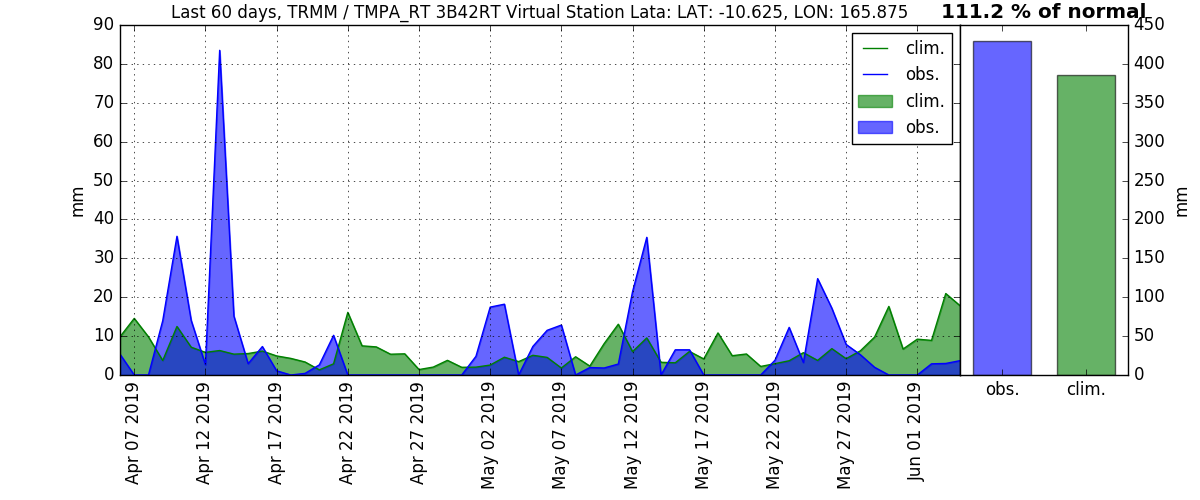 Last 60 days, TRMM / TMPA_RT 3B42RT Virtual Station Lata: LAT: -10.625, LON: 165.875
111.2 % of normal
90
80
70
60
50
40
30
20
10
0
mm
clim.
obs.
clim.
obs.
450
400
350
300
250
200
150
100
50
0
mm
Apr 07 2019
Apr 12 2019
Apr 17 2019
Apr 22 2019
Apr 27 2019
May 02 2019
May 07 2019
May 12 2019
May 17 2019
May 22 2019
May 27 2019
Jun 01 2019
obs.
clim.